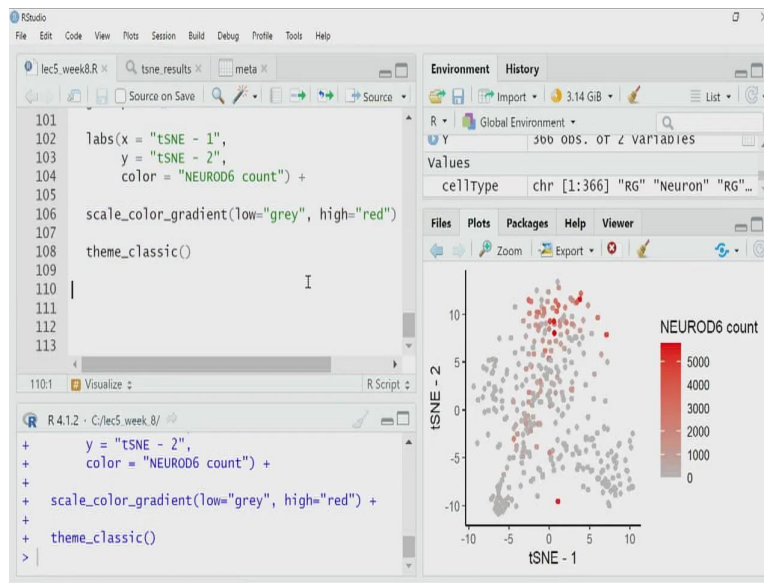 RStudio
File Edit Code View Plots Session Build Debug Profile Tools Help
lec5_week8.R × tsne_results × meta ×
Source on Save Source
101
102 labs(x = "tSNE - 1",
103 y = "tSNE - 2",
104 color = "NEUROD6 count") +
105
106 scale_color_gradient(low="grey", high="red")
107
108 theme_classic()
109
110
111
112
113
110:1 # Visualize R Script
R 4.1.2 · C:/lec5_week_8/
+ y = "tSNE - 2",
+ color = "NEUROD6 count") +
+
+ scale_color_gradient(low="grey", high="red") +
+
+ theme_classic()
>
Environment History
Import 3.14 GiB List
R Global Environment
Y 366 obs. of 2 variables
Values
cellType chr [1:366] "RG" "Neuron" "RG"…
Files Plots Packages Help Viewer
Zoom Export
NEUROD6 count
5000
4000
3000
2000
1000
0
tSNE - 2
10
5
0
-5
-10
-10 -5 0 5 10
tSNE - 1